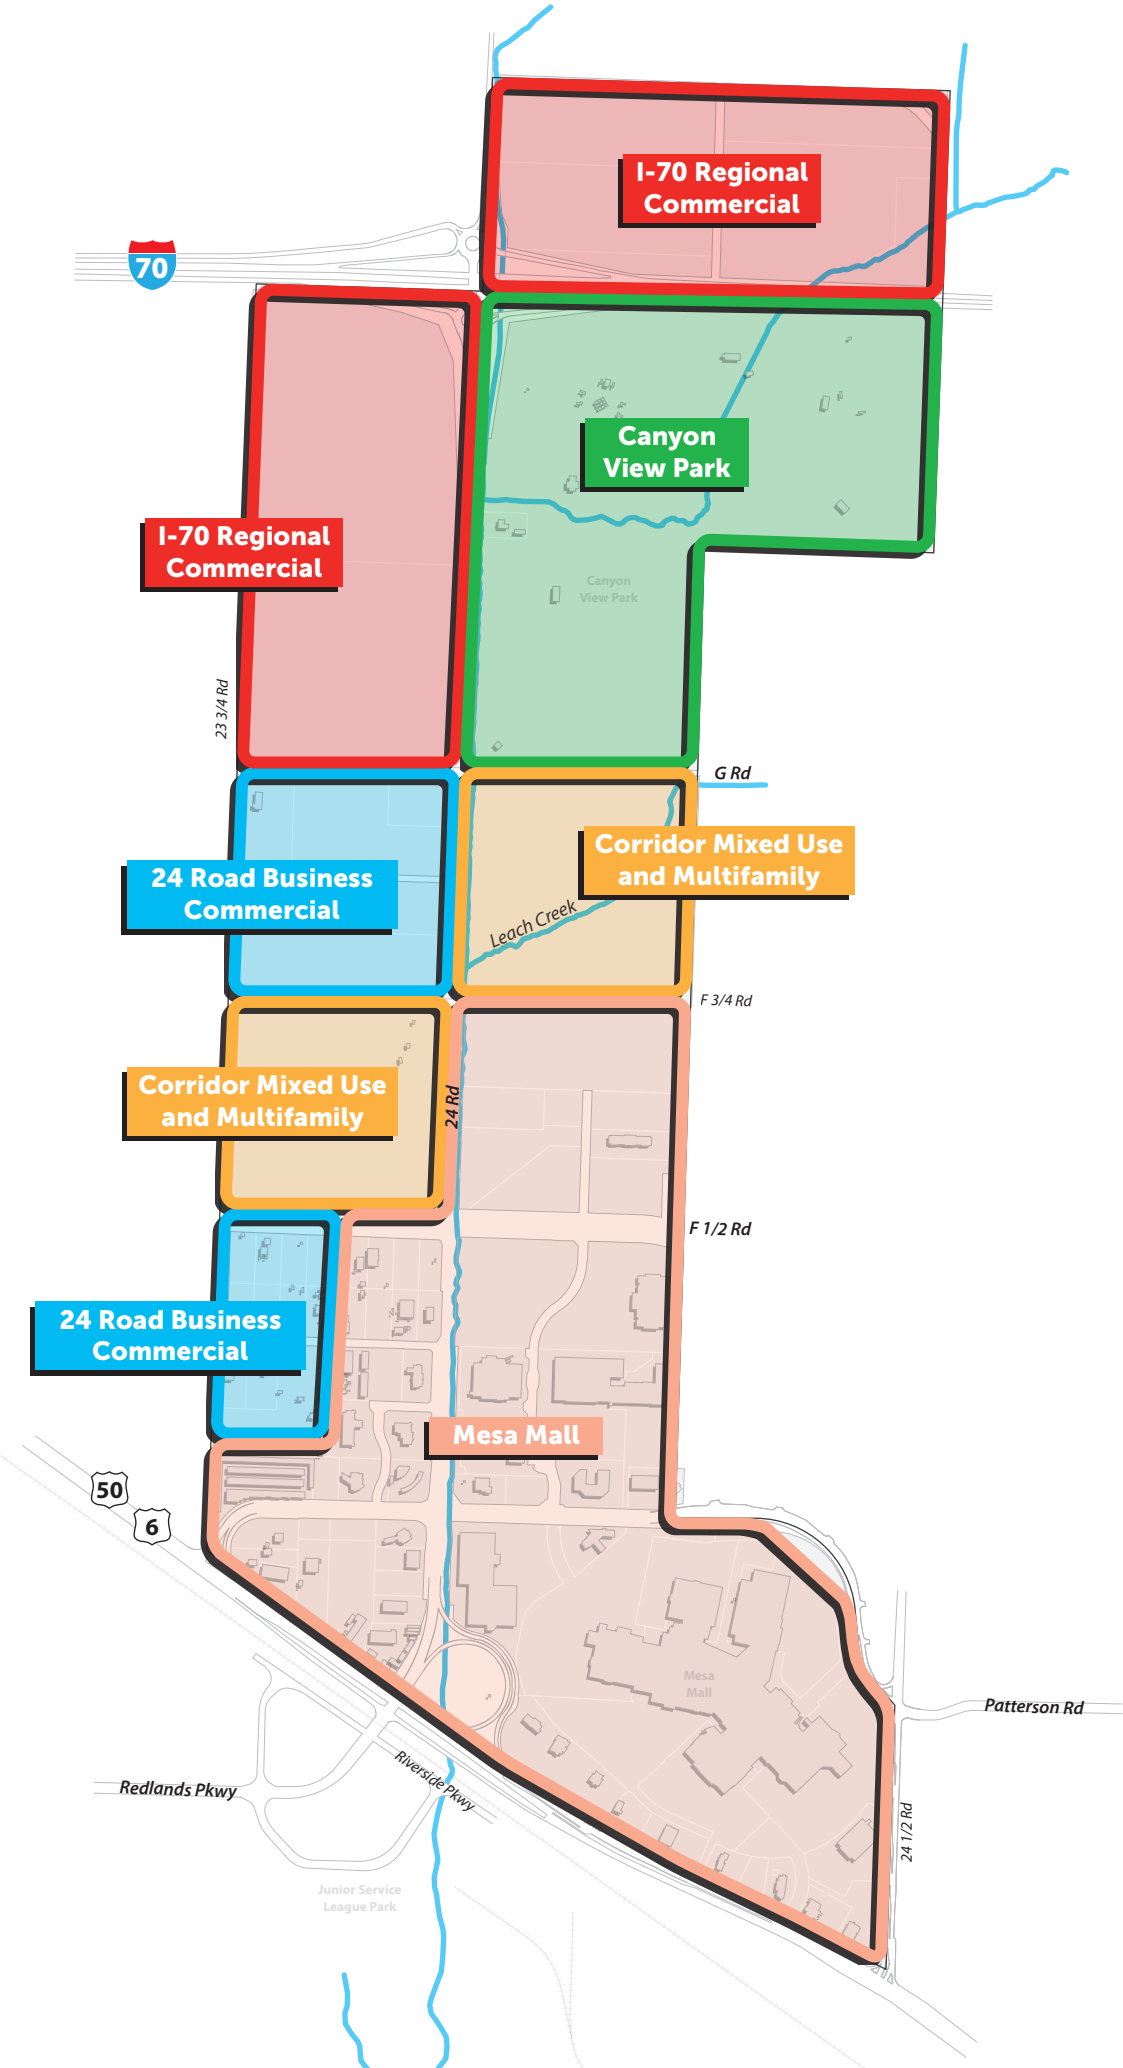 I-70 Regional
Commercial
70
Canyon
View Park
I-70 Regional
Commercial
Canyon
View Park
23 3/4 Rd
G Rd
Corridor Mixed Use
and Multifamily
24 Road Business
Commercial
Leach Creek
F 3/4 Rd
Corridor Mixed Use
and Multifamily
24 Rd
F 1/2 Rd
24 Road Business
Commercial
Mesa Mall
50
6
Mesa
Mall
Patterson Rd
Riverside Pkwy
Redlands Pkwy
24 1/2 Rd
Junior Service
League Park